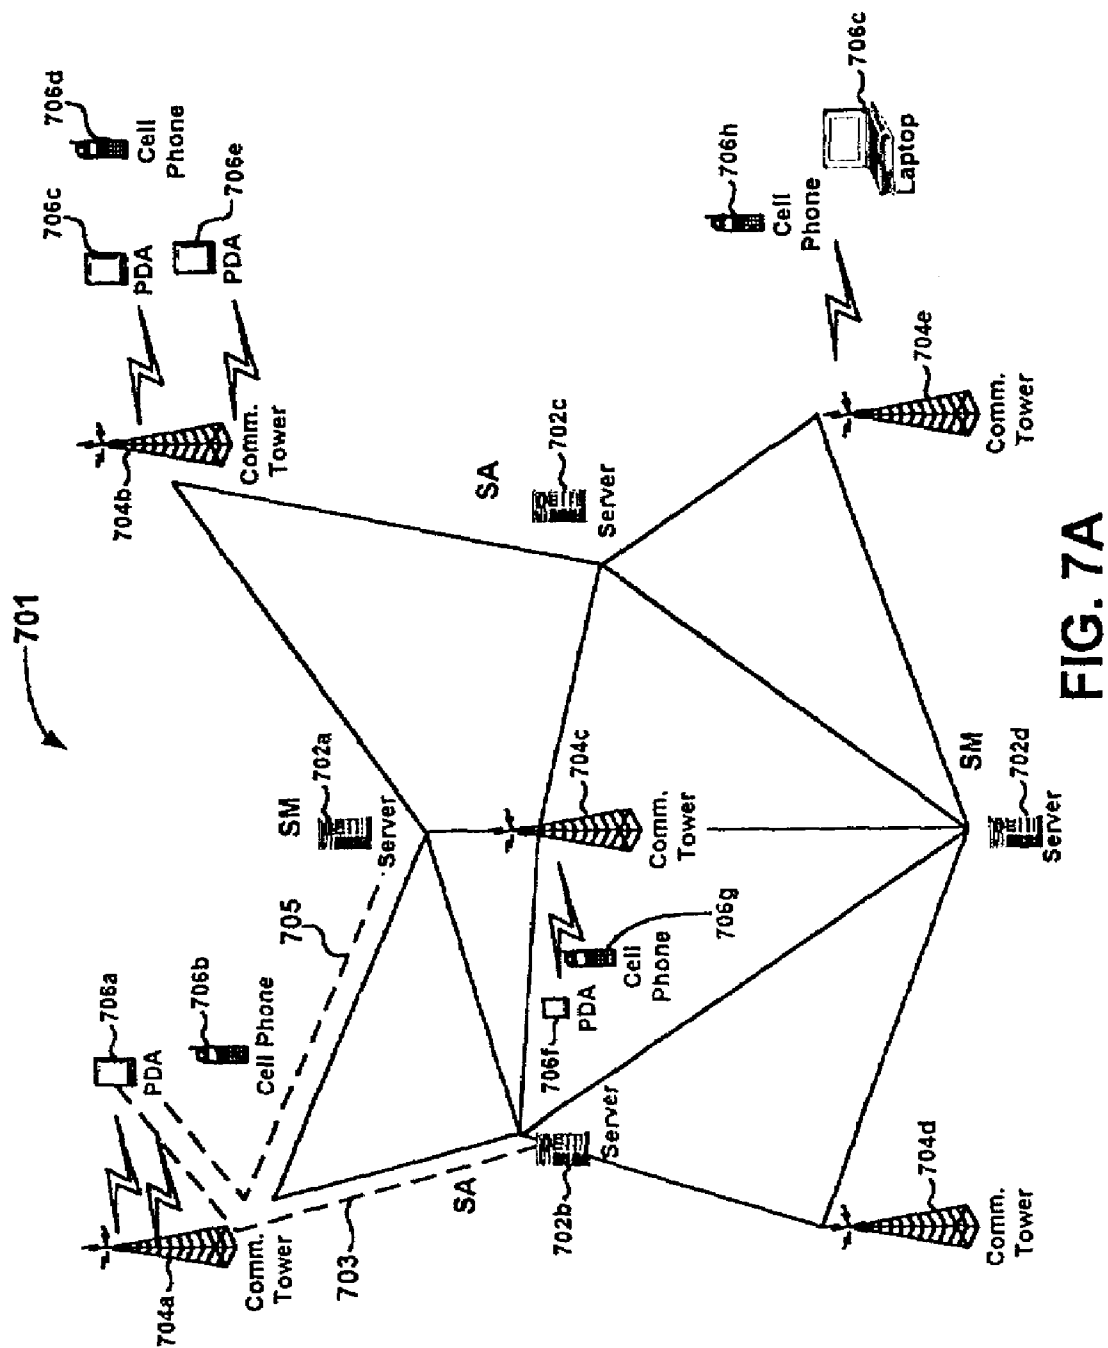 701
706a
PDA
706b
Cell Phone
704a
Comm.
Tower
703
705
SM
702a
Server
SA
702b
Server
706f
PDA
Cell
Phone
706g
704c
Comm.
Tower
704b
Comm.
Tower
706c
PDA
706d
Cell
Phone
706e
PDA
SA
702c
Server
704d
Comm.
Tower
SM
702d
Server
704e
Comm.
Tower
706h
Cell
Phone
706c
Laptop
FIG. 7A